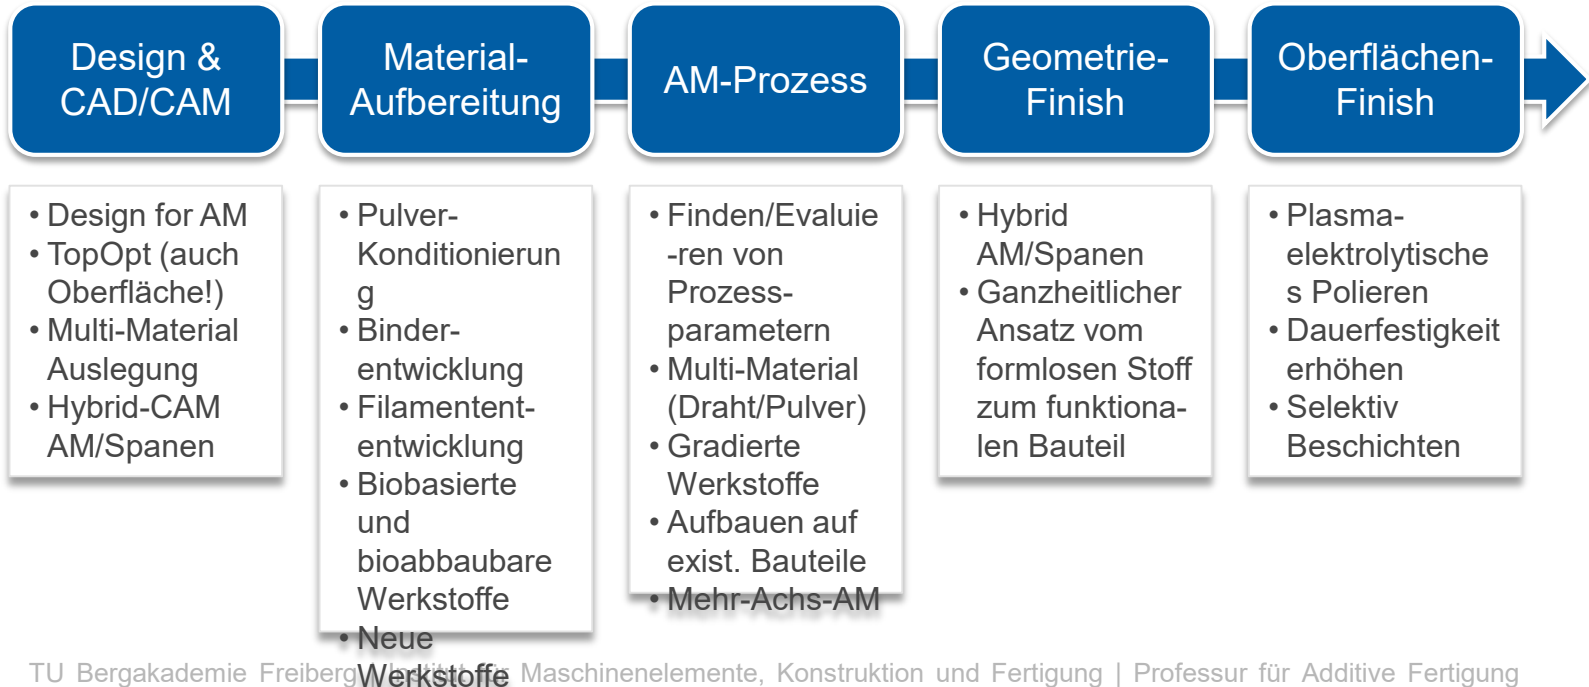 Design &
CAD/CAM
Material-
Aufbereitung
AM-Prozess
Geometrie-
Finish
Oberflächen-
Finish
• Design for AM
• TopOpt (auch
Oberfläche!)
• Multi-Material
Auslegung
• Hybrid-CAM
AM/Spanen
• Pulver-
Konditionierun
g
• Binder-
entwicklung
• Filamentent-
entwicklung
• Biobasierte
und
bioabbaubare
Werkstoffe
• Neue
Werkstoffe
• Finden/Evaluie
-ren von
Prozess-
parametern
• Multi-Material
(Draht/Pulver)
• Gradierte
Werkstoffe
• Aufbauen auf
exist. Bauteile
• Mehr-Achs-AM
• Hybrid
AM/Spanen
• Ganzheitlicher
Ansatz vom
formlosen Stoff
zum funktiona-
len Bauteil
• Plasma-
elektrolytische
s Polieren
• Dauerfestigkeit
erhöhen
• Selektiv
Beschichten
TU Bergakademie Freiberg | Institut für Maschinenelemente, Konstruktion und Fertigung | Professur für Additive Fertigung